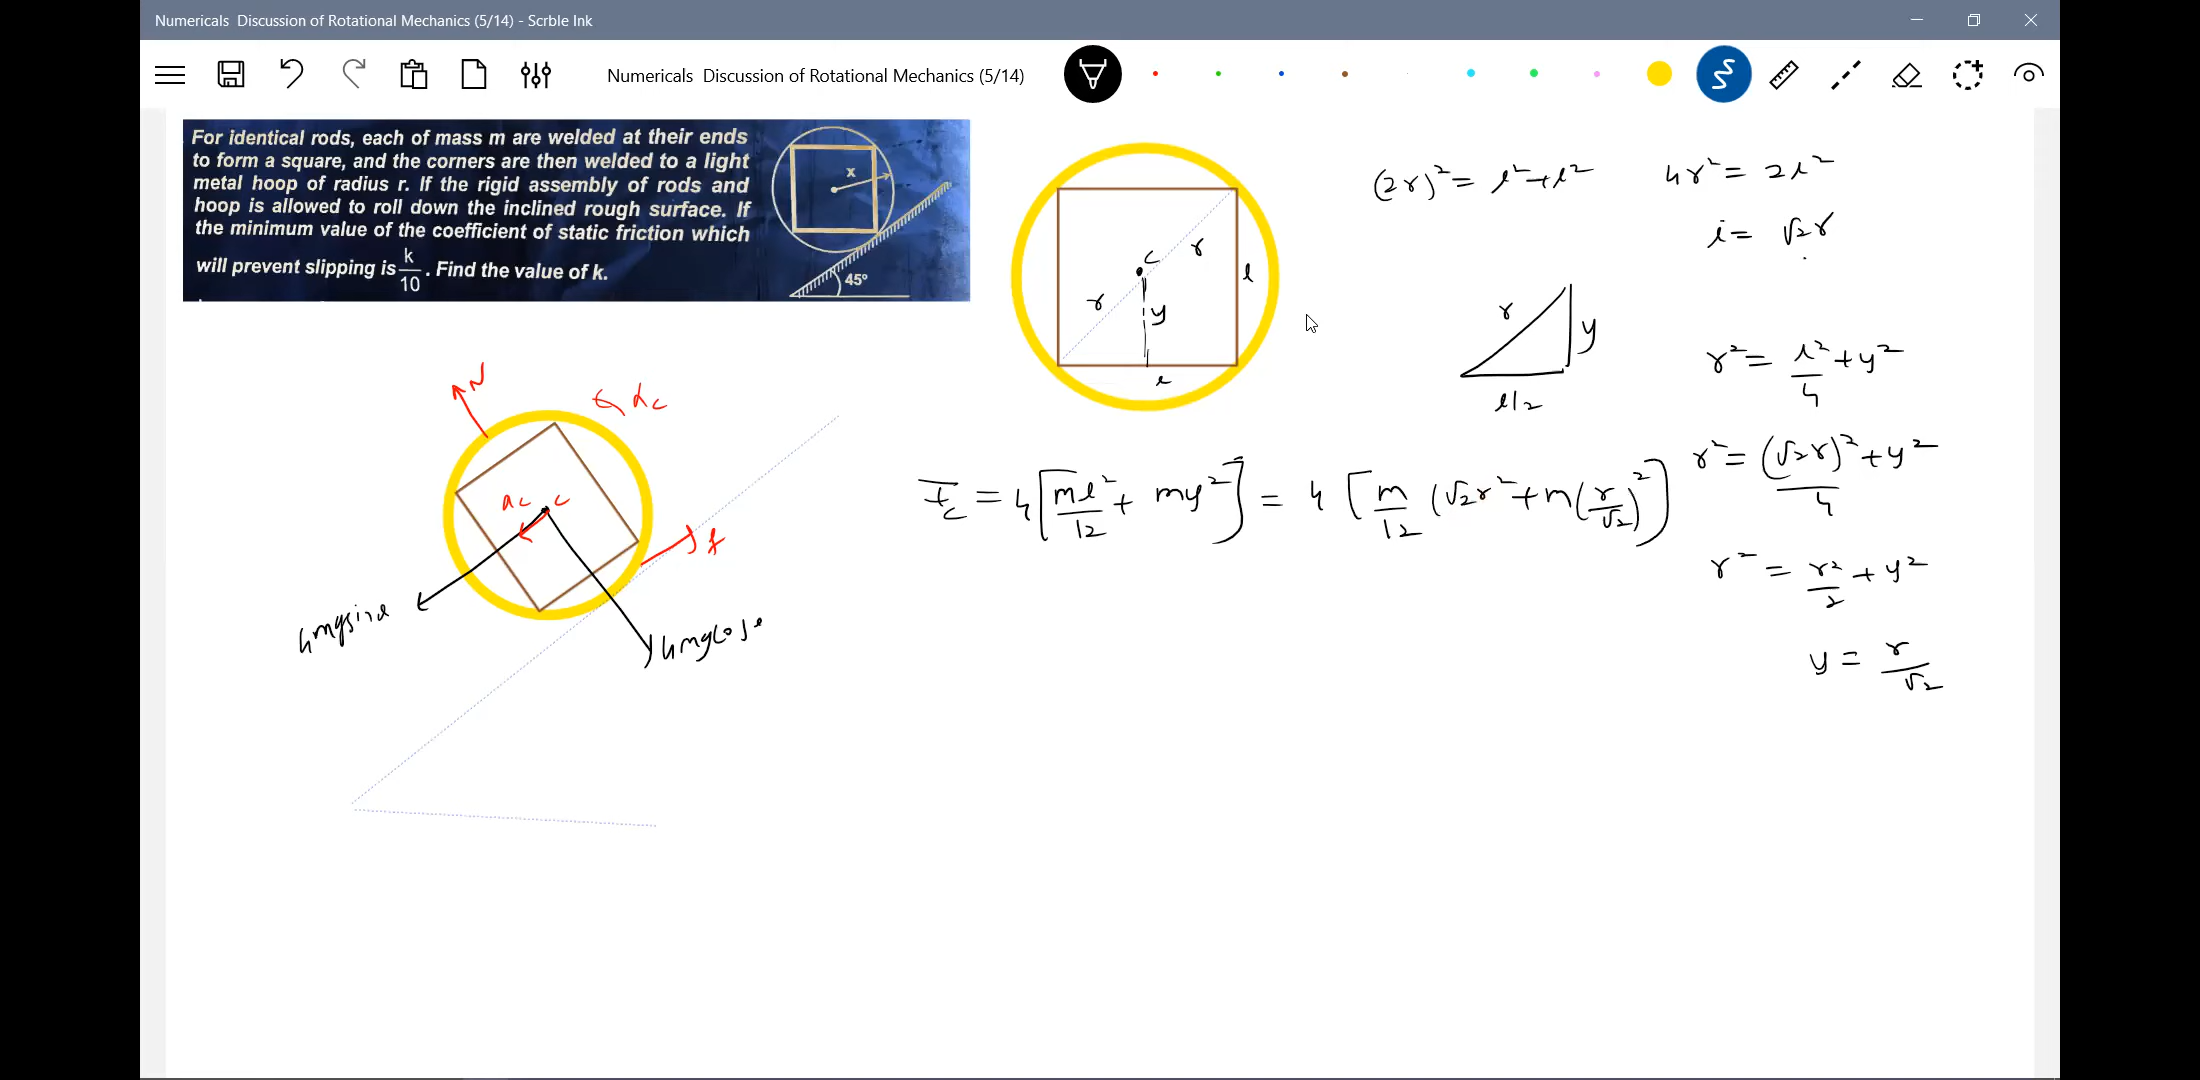 Numericals Discussion of Rotational Mechanics (5/14) - Scrble Ink
Numericals Discussion of Rotational Mechanics (5/14)
For identical rods, each of mass m are welded at their ends
to form a square, and the corners are then welded to a light
metal hoop of radius r. If the rigid assembly of rods and
hoop is allowed to roll down the inclined rough surface. If
the minimum value of the coefficient of static friction which
will prevent slipping is k/10. Find the value of k.
x
45°
C
r
r
y
l
l
(2r)² = l² + l²
4r² = 2l²
l = √2r
r
y
l/2
r² = l²/4 + y²
r² = (√2r)²/4 + y²
r² = r²/2 + y²
y = r/√2
I_C = 4[ml²/12 + my²] = 4[m/12 (√2r² + m(r/√2)²]
N
α_c
a_c
C
f
4mgsinθ
4mgcosθ